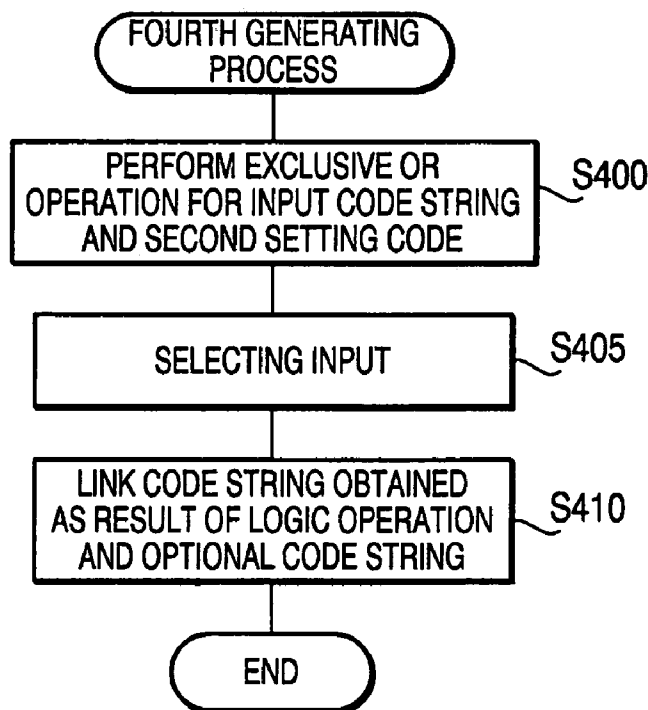 FOURTH GENERATING
PROCESS
PERFORM EXCLUSIVE OR
OPERATION FOR INPUT CODE STRING
AND SECOND SETTING CODE
S400
SELECTING INPUT
S405
LINK CODE STRING OBTAINED
AS RESULT OF LOGIC OPERATION
AND OPTIONAL CODE STRING
S410
END